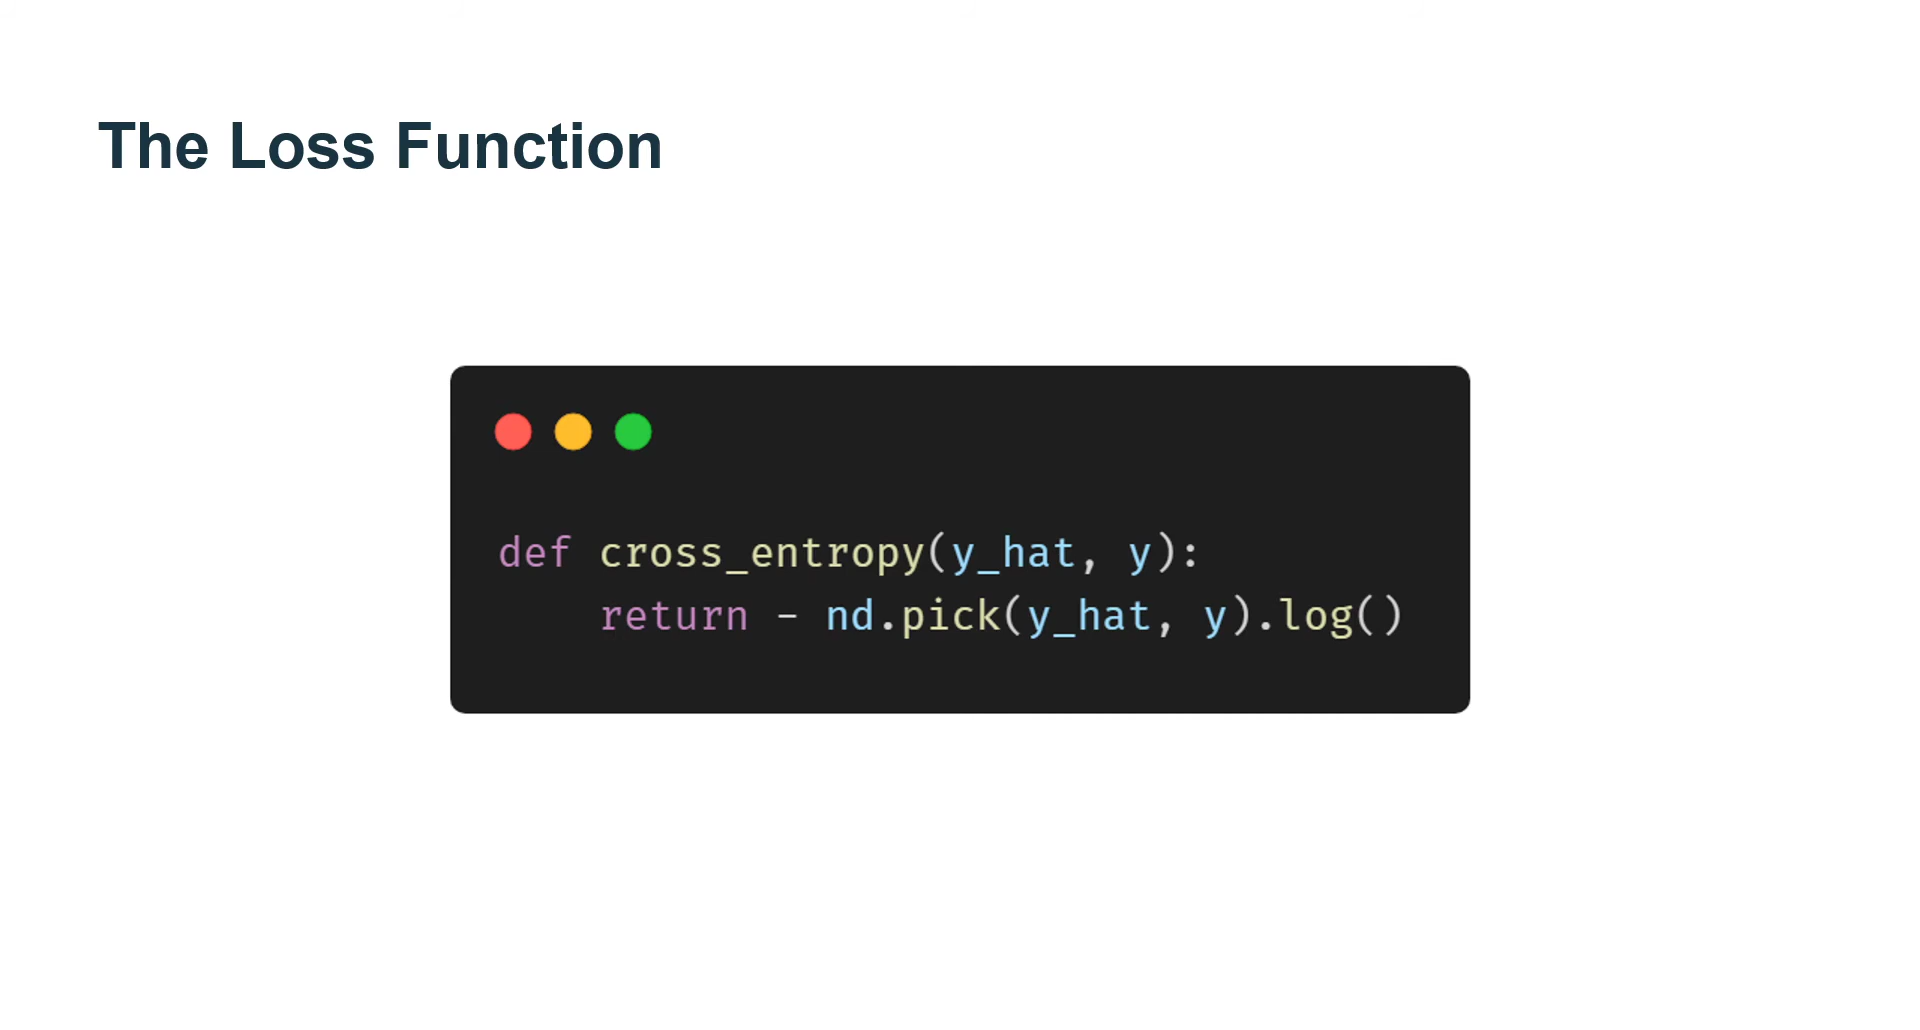 The Loss Function
def cross_entropy(y_hat, y):
    return - nd.pick(y_hat, y).log()